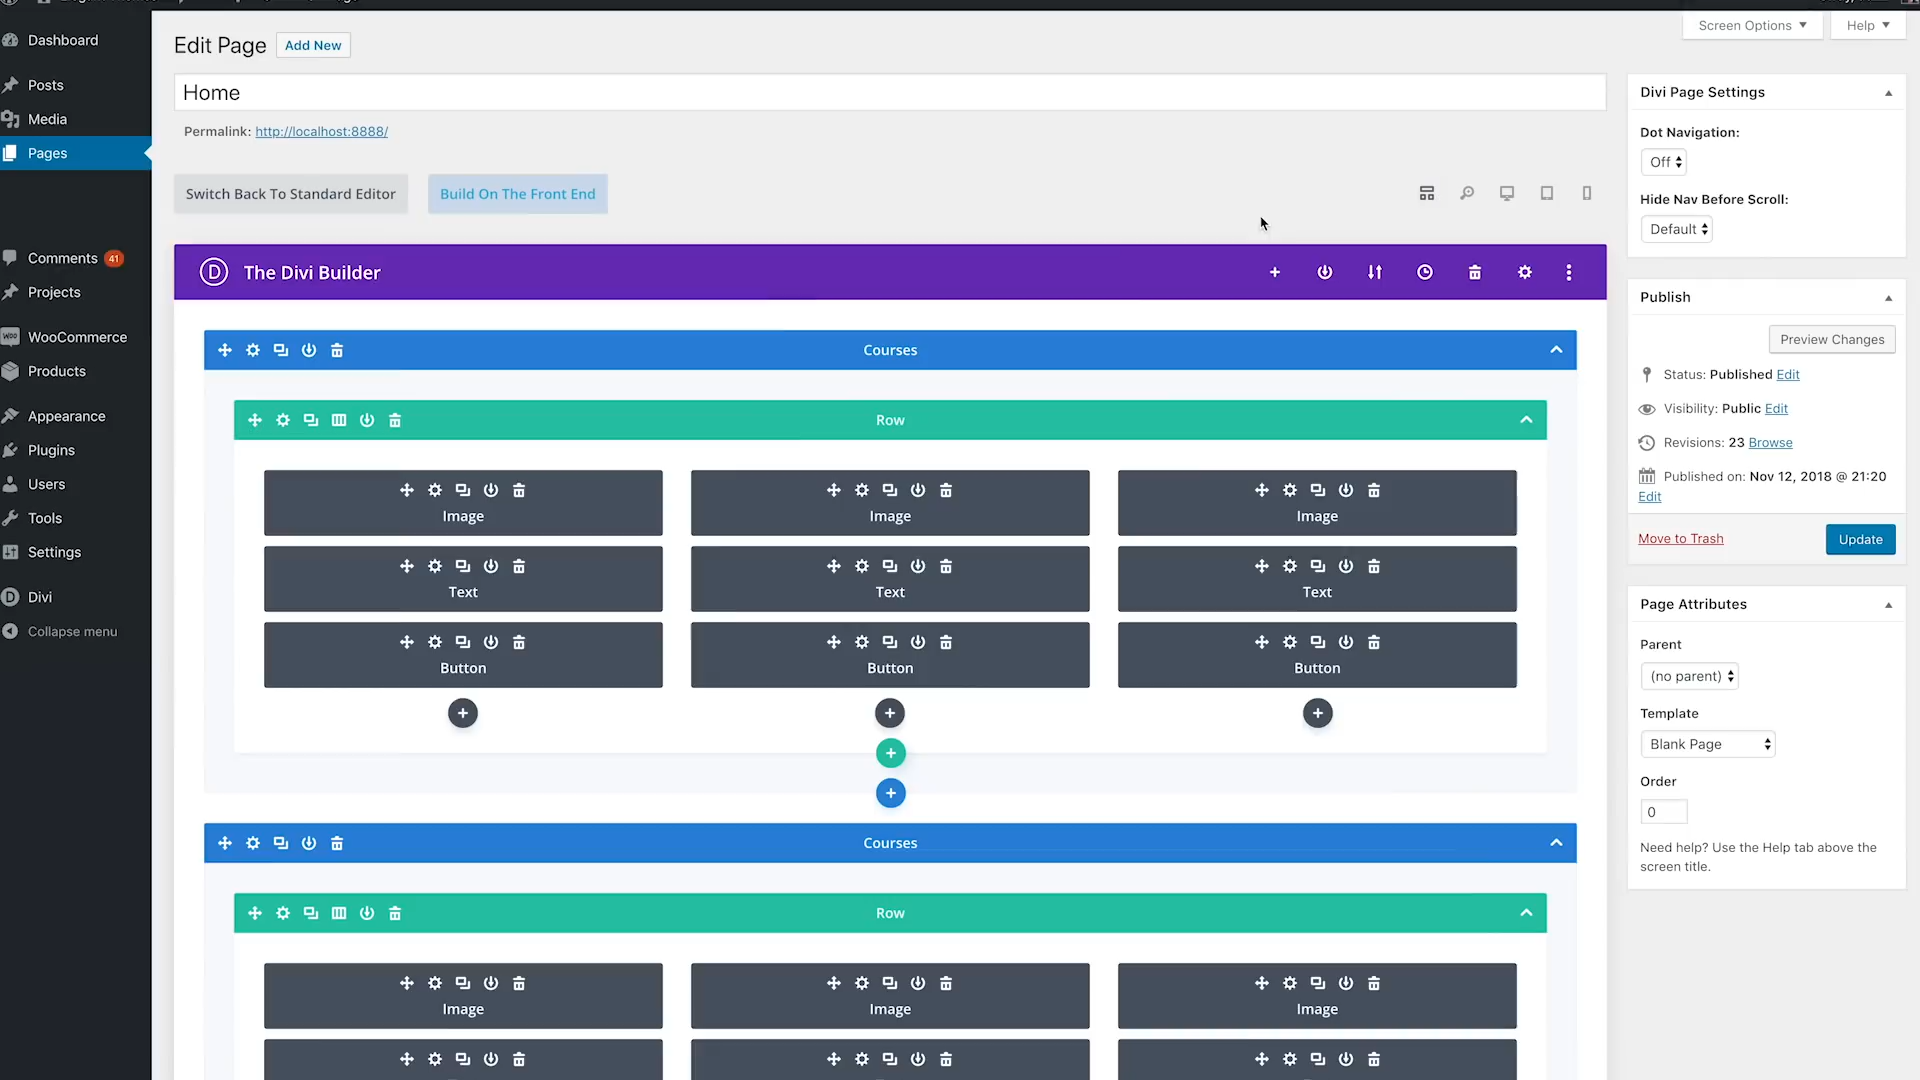 Screen Options
Help
Dashboard
Posts
Media
Pages
Comments 41
Projects
WooCommerce
Products
Appearance
Plugins
Users
Tools
Settings
Divi
Collapse menu
Edit Page
Add New
Home
Permalink: http://localhost:8888/
Switch Back To Standard Editor
Build On The Front End
The Divi Builder
Courses
Row
Image
Image
Image
Text
Text
Text
Button
Button
Button
Courses
Row
Image
Image
Image
Divi Page Settings
Dot Navigation:
Off
Hide Nav Before Scroll:
Default
Publish
Preview Changes
Status: Published Edit
Visibility: Public Edit
Revisions: 23 Browse
Published on: Nov 12, 2018 @ 21:20
Edit
Move to Trash
Update
Page Attributes
Parent
(no parent)
Template
Blank Page
Order
0
Need help? Use the Help tab above the
screen title.